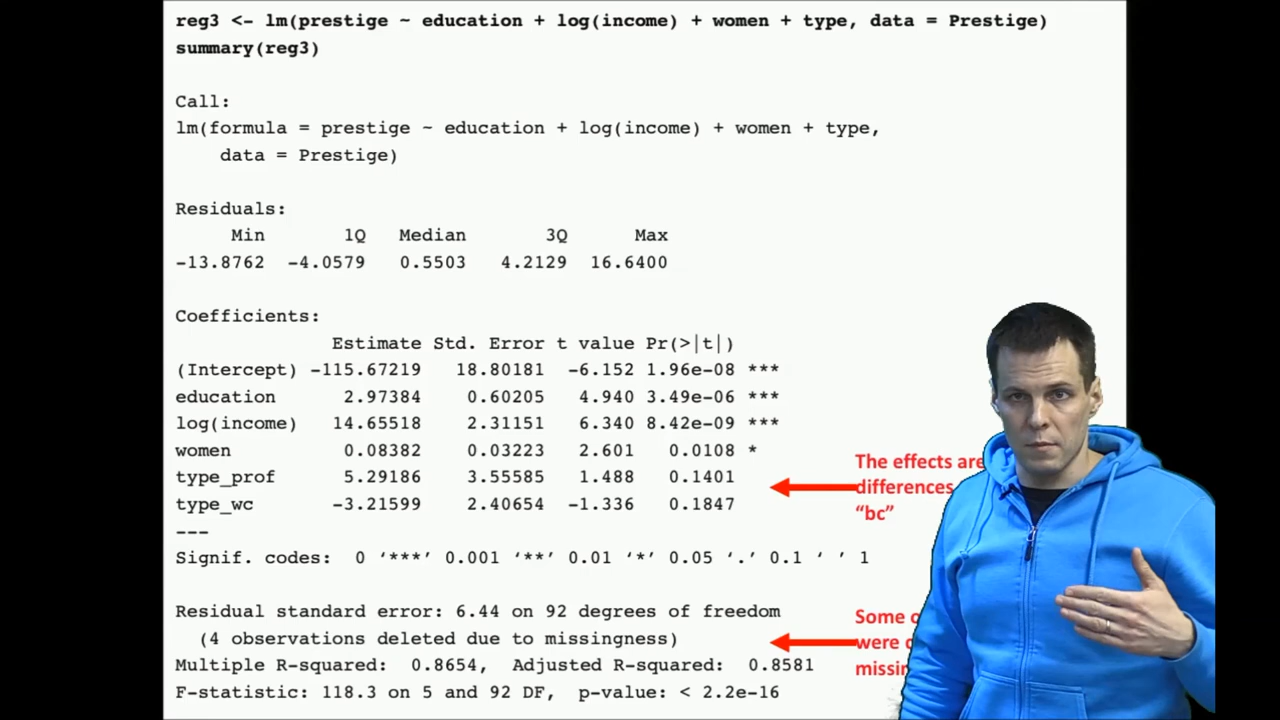 reg3 <- lm(prestige ~ education + log(income) + women + type, data = Prestige)
summary(reg3)
Call:
lm(formula = prestige ~ education + log(income) + women + type,
data = Prestige)
Residuals:
Min 1Q Median 3Q Max
-13.8762 -4.0579 0.5503 4.2129 16.6400
Coefficients:
Estimate Std. Error t value Pr(>|t|)
(Intercept) -115.67219 18.80181 -6.152 1.96e-08 ***
education 2.97384 0.60205 4.940 3.49e-06 ***
log(income) 14.65518 2.31151 6.340 8.42e-09 ***
women 0.08382 0.03223 2.601 0.0108 *
type_prof 5.29186 3.55585 1.488 0.1401
type_wc -3.21599 2.40654 -1.336 0.1847
The effects are
differences
“bc”
---
Signif. codes: 0 ‘***’ 0.001 ‘**’ 0.01 ‘*’ 0.05 ‘.’ 0.1 ‘ ’ 1
Residual standard error: 6.44 on 92 degrees of freedom
(4 observations deleted due to missingness)
Multiple R-squared: 0.8654, Adjusted R-squared: 0.8581
F-statistic: 118.3 on 5 and 92 DF, p-value: < 2.2e-16
Some
were